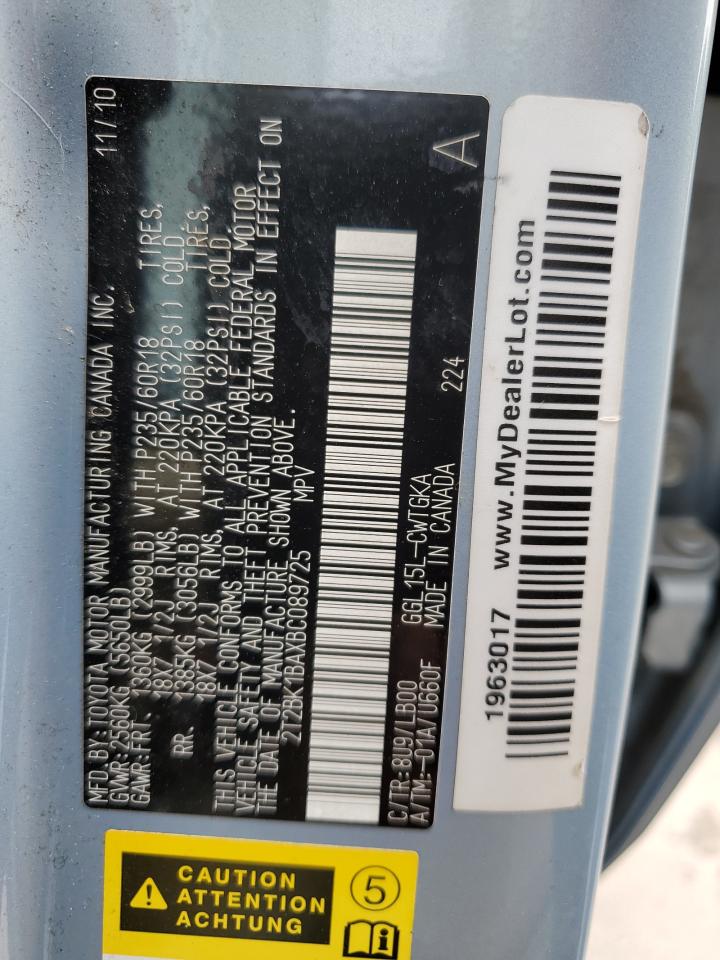 MFD.BY:TOYOTA MOTOR MANUFACTURING CANADA INC. 11/10
GWVR:2560KG(5650LB)
GAWR:FRT. 1360KG (2999LB) WITH P235/60R18 TIRES,
18X7 1/2J RIMS, AT 220KPA (32PSI) COLD
RR. 1385KG (3056LB) WITH P235/60R18 TIRES,
18X7 1/2J RIMS, AT 220KPA (32PSI) COLD
THIS VEHICLE CONFORMS TO ALL APPLICABLE FEDERAL MOTOR
VEHICLE SAFETY AND THEFT PREVENTION STANDARDS IN EFFECT ON
THE DATE OF MANUFACTURE SHOWN ABOVE.
2T2BK1BAXBC089725 MPV
C/TR:8U9/LB00 GGL15L-CWTGKA
A/TM:-01A/U660F MADE IN CANADA 224
A
1963017 www.MyDealerLot.com
CAUTION
ATTENTION
ACHTUNG
5